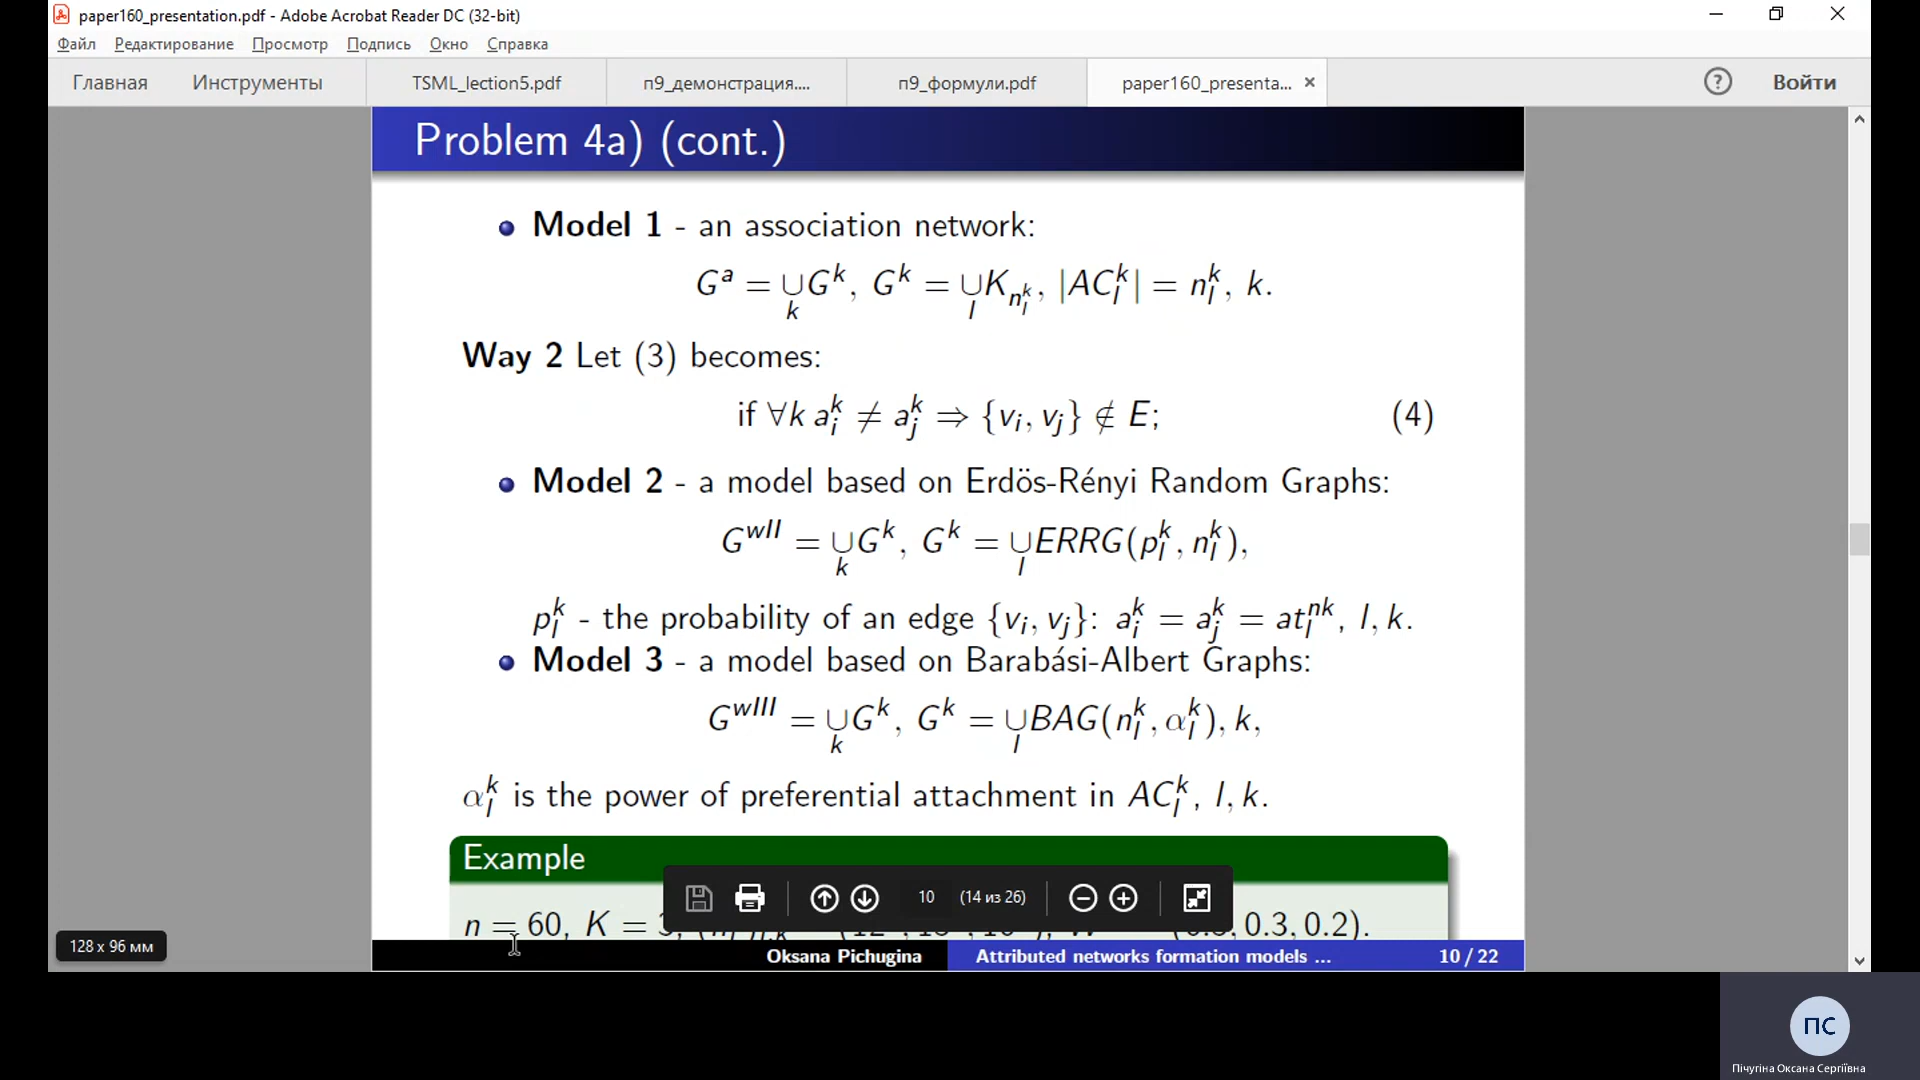 paper160_presentation.pdf - Adobe Acrobat Reader DC (32-bit)
Файл Редактирование Просмотр Подпись Окно Справка
Главная Инструменты TSML_lection5.pdf п9_демонстрация.... п9_формули.pdf paper160_presenta... × ? Войти
Problem 4a) (cont.)
Model 1 - an association network:
G^a = ∪_k G^k, G^k = ∪_l K_{n_l^k}, |AC_l^k| = n_l^k, k.
Way 2 Let (3) becomes:
if ∀k a_i^k ≠ a_j^k ⇒ {v_i, v_j} ∉ E; (4)
Model 2 - a model based on Erdös-Rényi Random Graphs:
G^{wII} = ∪_k G^k, G^k = ∪_l ERRG(p_l^k, n_l^k),
p_l^k - the probability of an edge {v_i, v_j}: a_i^k = a_j^k = at_l^{nk}, l, k.
Model 3 - a model based on Barabási-Albert Graphs:
G^{wIII} = ∪_k G^k, G^k = ∪_l BAG(n_l^k, α_l^k), k,
α_l^k is the power of preferential attachment in AC_l^k, l, k.
Example
10 (14 из 26)
n = 60, K = 3, 0.3, 0.2).
128 x 96 мм
Oksana Pichugina Attributed networks formation models ... 10 / 22
ПС
Пічугіна Оксана Сергіївна